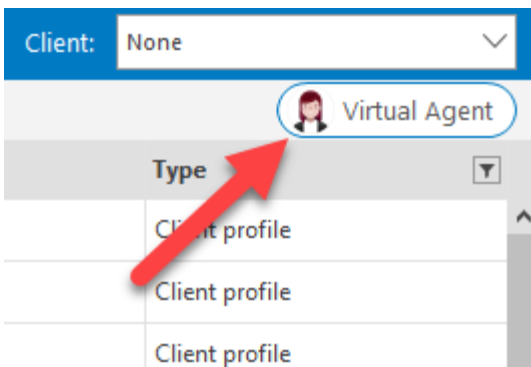 Client: None
Virtual Agent
Type
Client profile
Client profile
Client profile